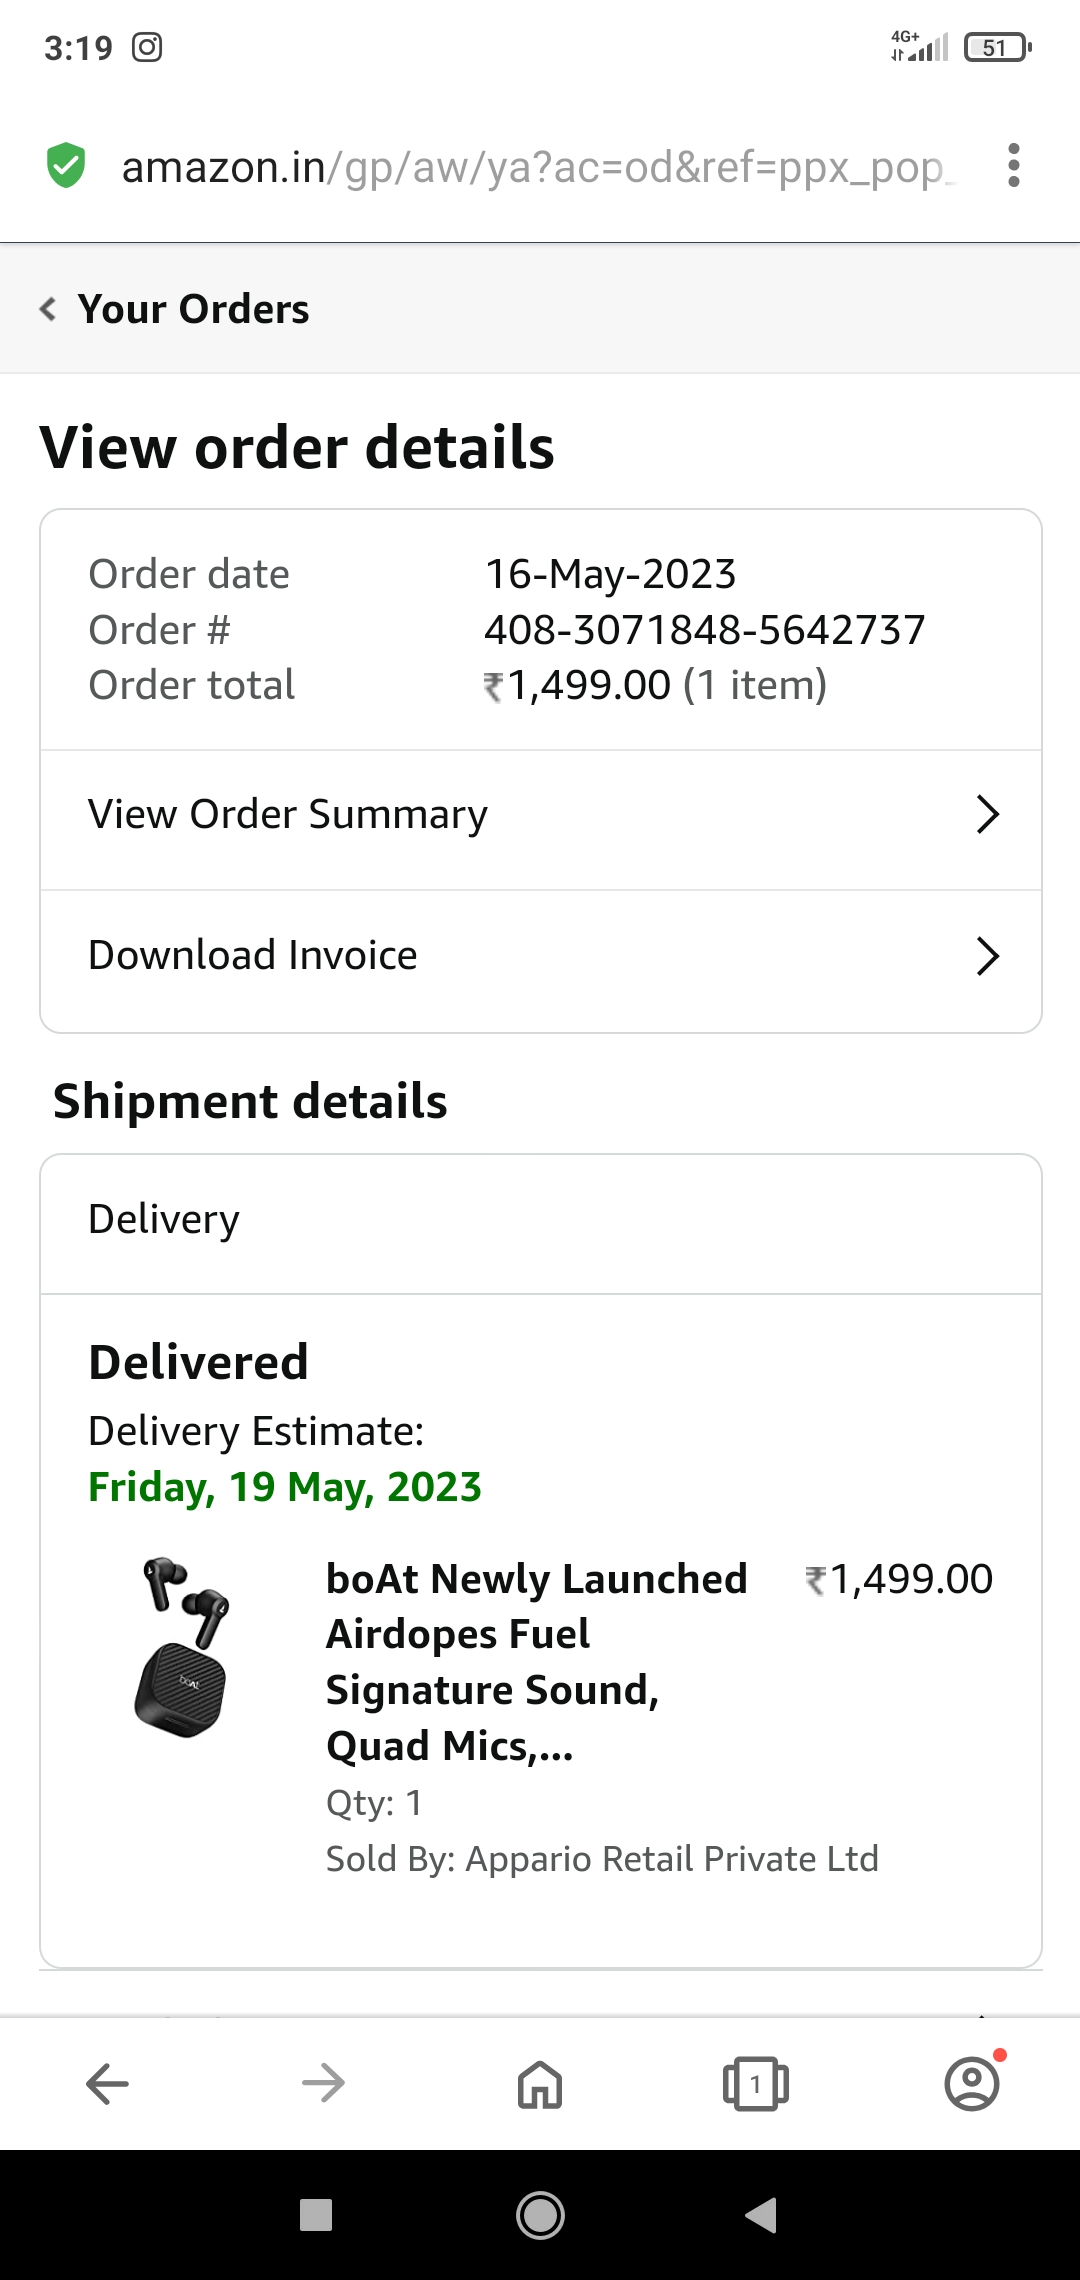 3:19
4G+
51
amazon.in/gp/aw/ya?ac=od&ref=ppx_pop_
Your Orders
View order details
Order date 16-May-2023
Order # 408-3071848-5642737
Order total ₹1,499.00 (1 item)
View Order Summary
Download Invoice
Shipment details
Delivery
Delivered
Delivery Estimate:
Friday, 19 May, 2023
boAt Newly Launched ₹1,499.00
Airdopes Fuel
Signature Sound,
Quad Mics,...
Qty: 1
Sold By: Appario Retail Private Ltd
boAt
1